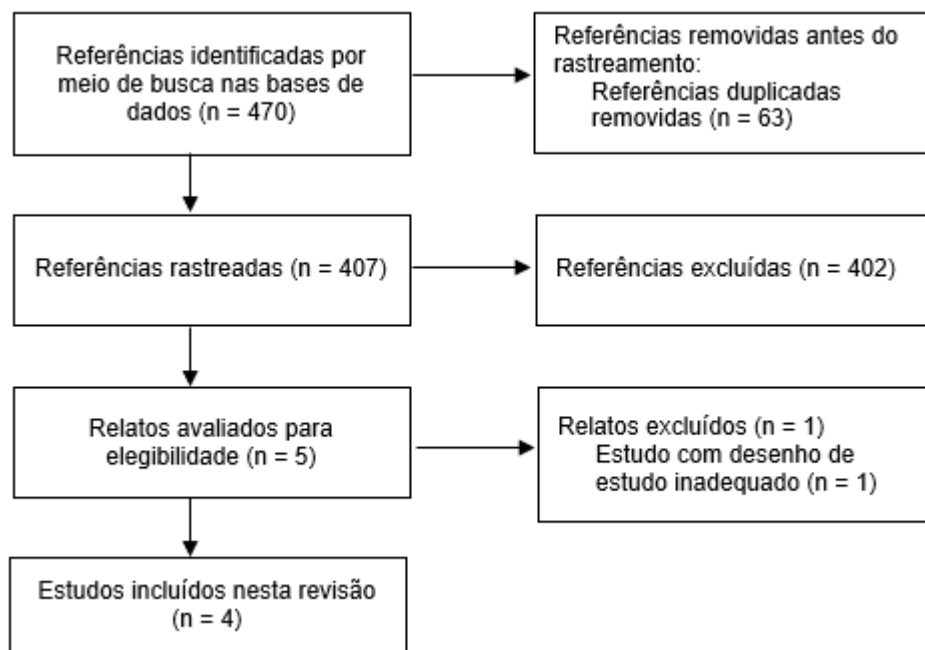 Referências identificadas por
meio de busca nas bases de
dados (n = 470)
Referências removidas antes do
rastreamento:
Referências duplicadas
removidas (n = 63)
Referências rastreadas (n = 407)
Referências excluídas (n = 402)
Relatos avaliados para
elegibilidade (n = 5)
Relatos excluídos (n = 1)
Estudo com desenho de
estudo inadequado (n = 1)
Estudos incluídos nesta revisão
(n = 4)